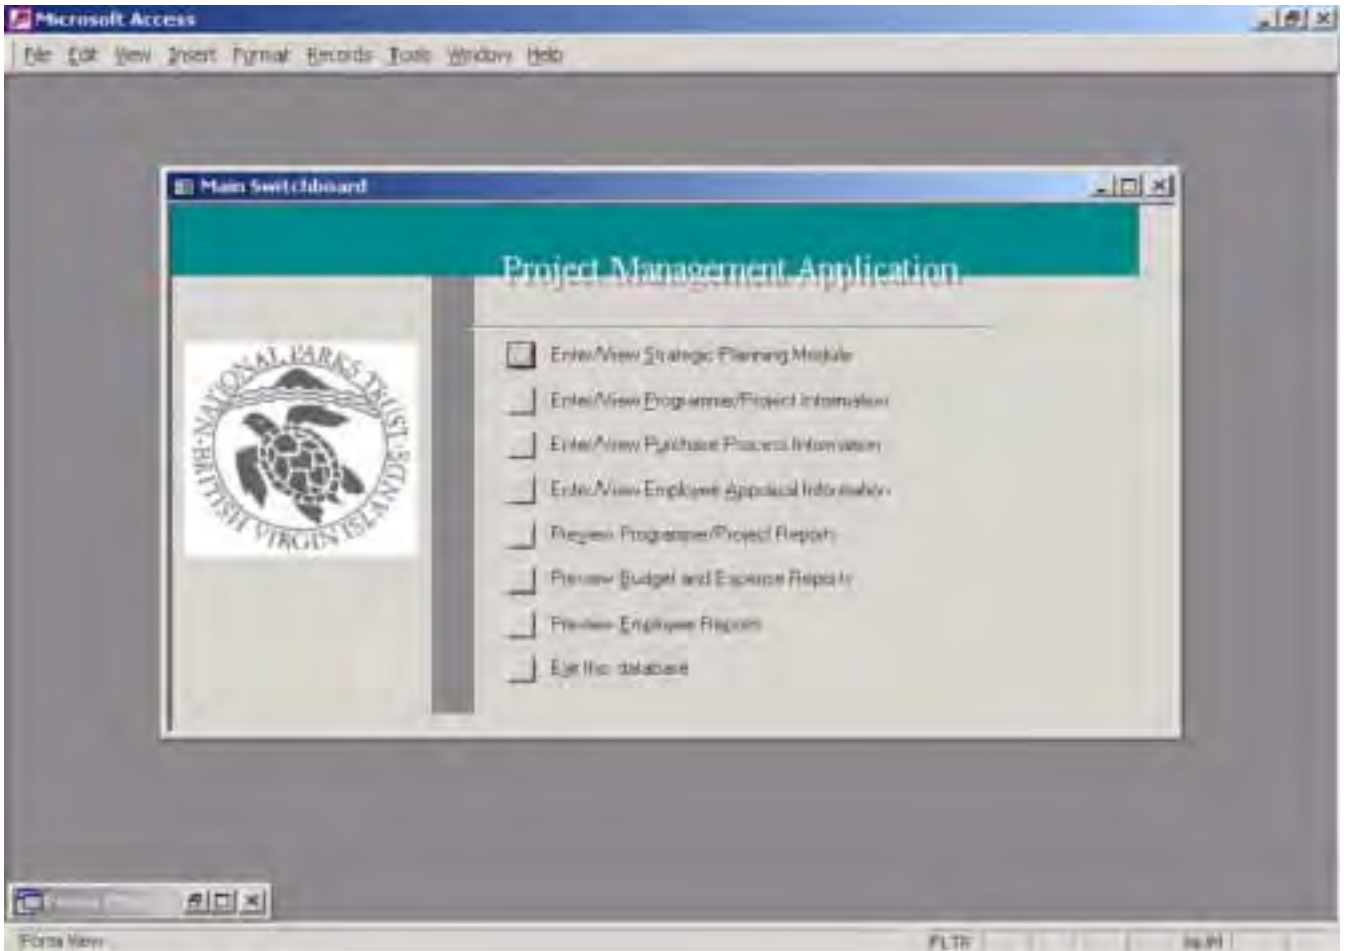 Microsoft Access
File Edit View Insert Format Records Tools Window Help
Main Switchboard
Project Management Application
NATIONAL PARKS TRUST
BRITISH VIRGIN ISLANDS
Enter/View Strategic Planning Module
Enter/View Programme/Project Information
Enter/View Purchase Process Information
Enter/View Employee Appraisal Information
Preview Programme/Project Reports
Preview Budget and Expense Reports
Preview Employee Reports
Exit this database
Form View
FLTR
NUM